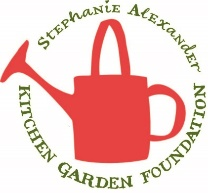 Stephanie Alexander
KITCHEN GARDEN FOUNDATION